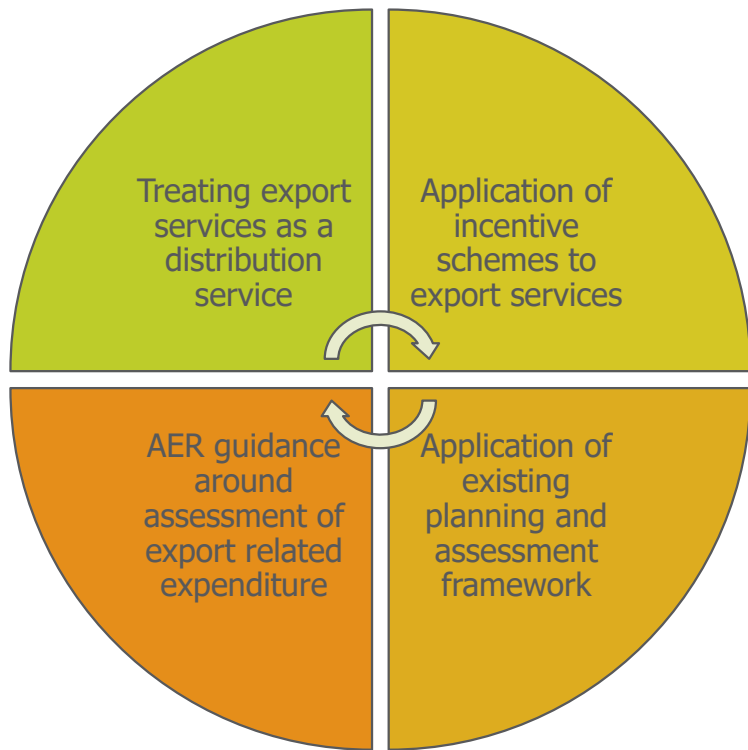 Treating export
services as a
distribution
service
Application of
incentive
schemes to
export services
AER guidance
around
assessment of
export related
expenditure
Application of
existing
planning and
assessment
framework